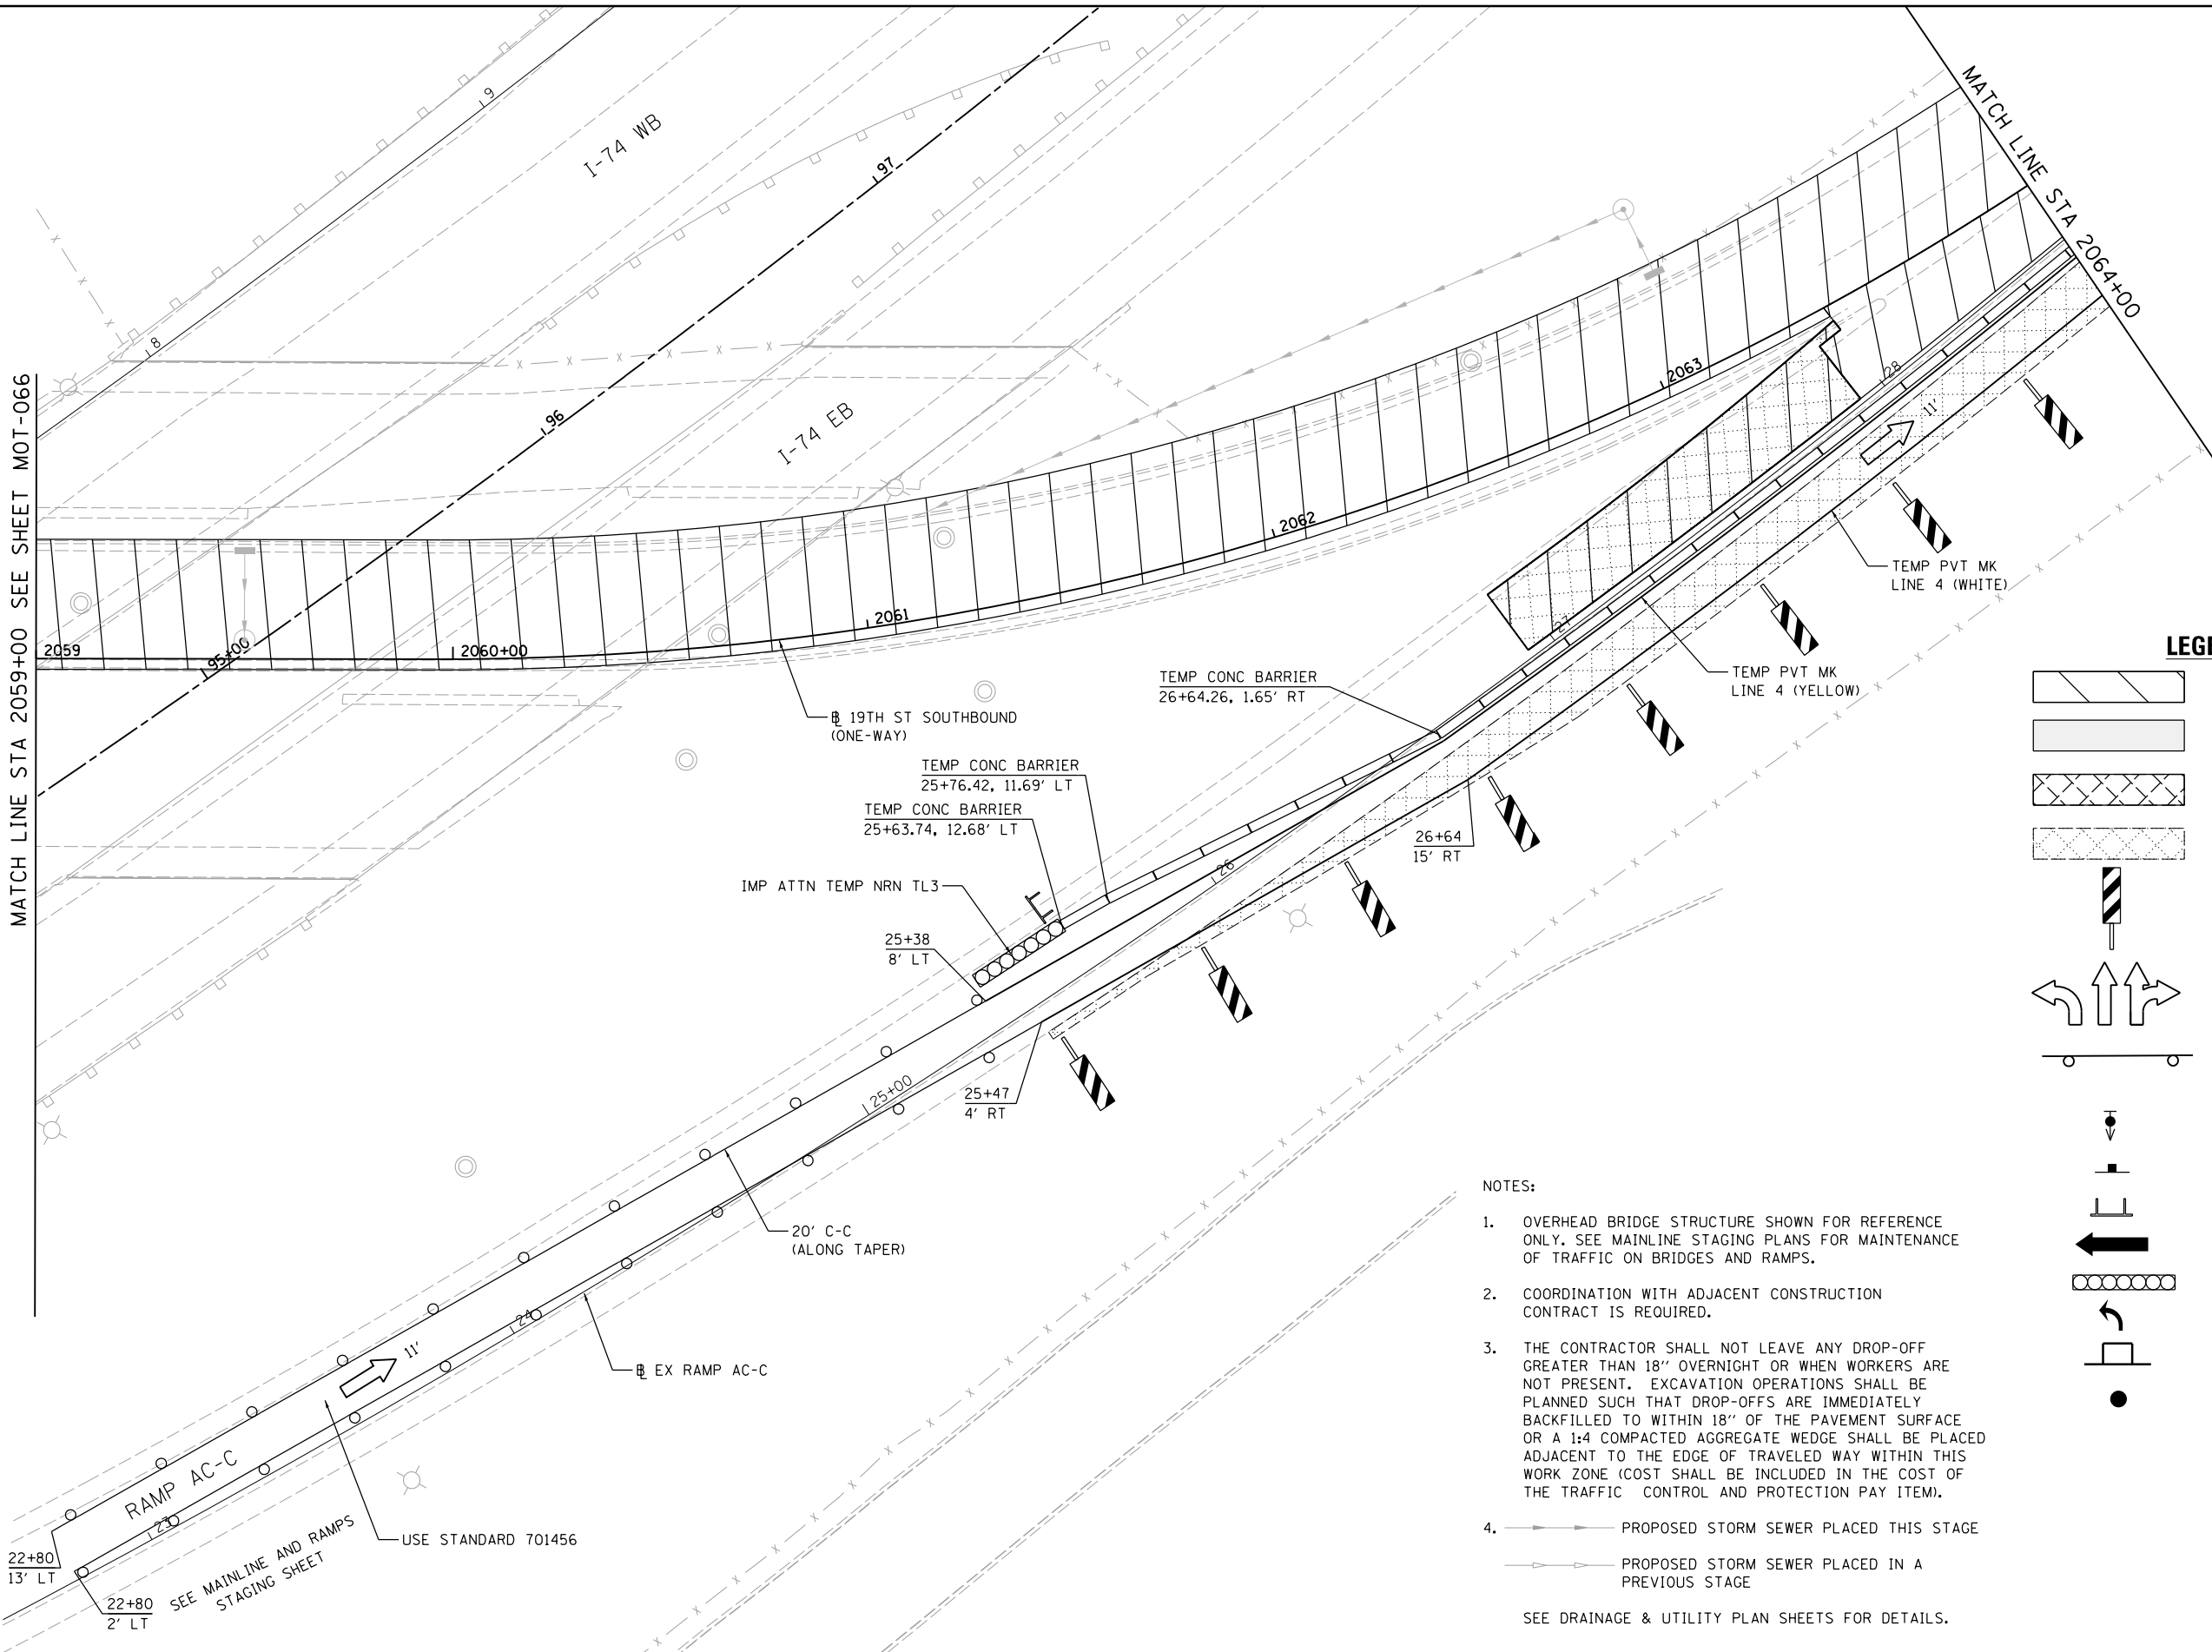 I-74 WB
I-74 EB
9
8
97
96
95+00
MATCH LINE STA 2064+00
MATCH LINE STA 2059+00 SEE SHEET MOT-066
2059
2060+00
2061
2062
2063
28
11'
27
TEMP PVT MK
LINE 4 (WHITE)
TEMP PVT MK
LINE 4 (YELLOW)
LEGE
TEMP CONC BARRIER
26+64.26, 1.65' RT
℄ 19TH ST SOUTHBOUND
(ONE-WAY)
TEMP CONC BARRIER
25+76.42, 11.69' LT
TEMP CONC BARRIER
25+63.74, 12.68' LT
26+64
15' RT
26
IMP ATTN TEMP NRN TL3
25+38
8' LT
25+00
25+47
4' RT
20' C-C
(ALONG TAPER)
24
11'
℄ EX RAMP AC-C
RAMP AC-C
23
USE STANDARD 701456
22+80
13' LT
22+80
2' LT
SEE MAINLINE AND RAMPS
STAGING SHEET
NOTES:
1. OVERHEAD BRIDGE STRUCTURE SHOWN FOR REFERENCE
ONLY. SEE MAINLINE STAGING PLANS FOR MAINTENANCE
OF TRAFFIC ON BRIDGES AND RAMPS.
2. COORDINATION WITH ADJACENT CONSTRUCTION
CONTRACT IS REQUIRED.
3. THE CONTRACTOR SHALL NOT LEAVE ANY DROP-OFF
GREATER THAN 18'' OVERNIGHT OR WHEN WORKERS ARE
NOT PRESENT. EXCAVATION OPERATIONS SHALL BE
PLANNED SUCH THAT DROP-OFFS ARE IMMEDIATELY
BACKFILLED TO WITHIN 18'' OF THE PAVEMENT SURFACE
OR A 1:4 COMPACTED AGGREGATE WEDGE SHALL BE PLACED
ADJACENT TO THE EDGE OF TRAVELED WAY WITHIN THIS
WORK ZONE (COST SHALL BE INCLUDED IN THE COST OF
THE TRAFFIC CONTROL AND PROTECTION PAY ITEM).
4. PROPOSED STORM SEWER PLACED THIS STAGE
PROPOSED STORM SEWER PLACED IN A
PREVIOUS STAGE
SEE DRAINAGE & UTILITY PLAN SHEETS FOR DETAILS.